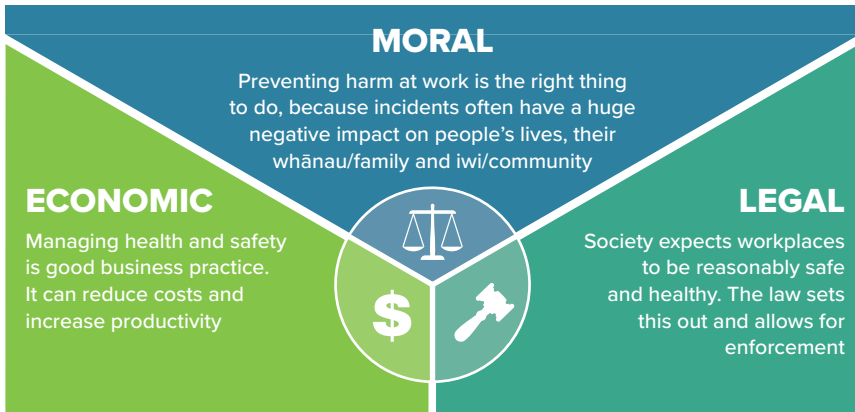 MORAL
Preventing harm at work is the right thing
to do, because incidents often have a huge
negative impact on people’s lives, their
whānau/family and iwi/community
ECONOMIC
Managing health and safety
is good business practice.
It can reduce costs and
increase productivity
LEGAL
Society expects workplaces
to be reasonably safe
and healthy. The law sets
this out and allows for
enforcement
$